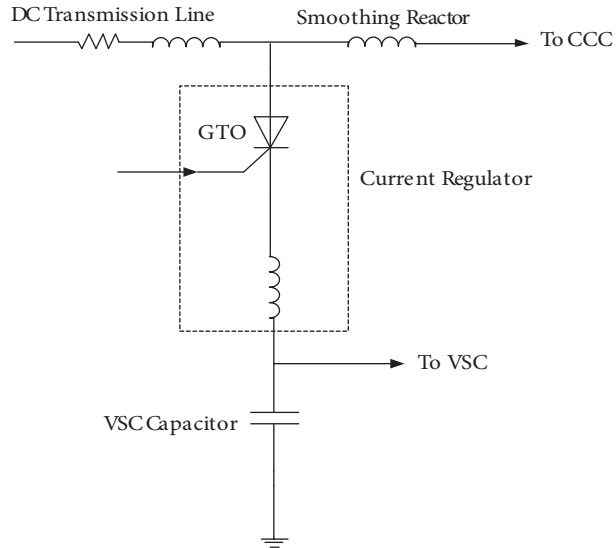 DC Transmission Line
Smoothing Reactor
To CCC
GTO
Current Regulator
To VSC
VSC Capacitor